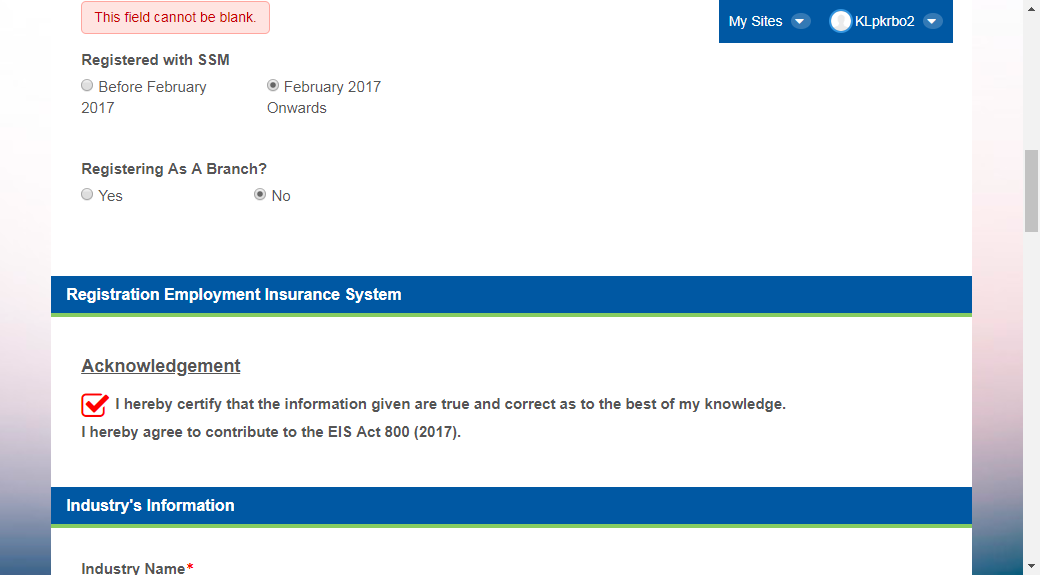 This field cannot be blank.
My Sites
KLpkrbo2
Registered with SSM
Before February 2017
February 2017 Onwards
Registering As A Branch?
Yes
No
Registration Employment Insurance System
Acknowledgement
I hereby certify that the information given are true and correct as to the best of my knowledge.
I hereby agree to contribute to the EIS Act 800 (2017).
Industry's Information
Industry Name*